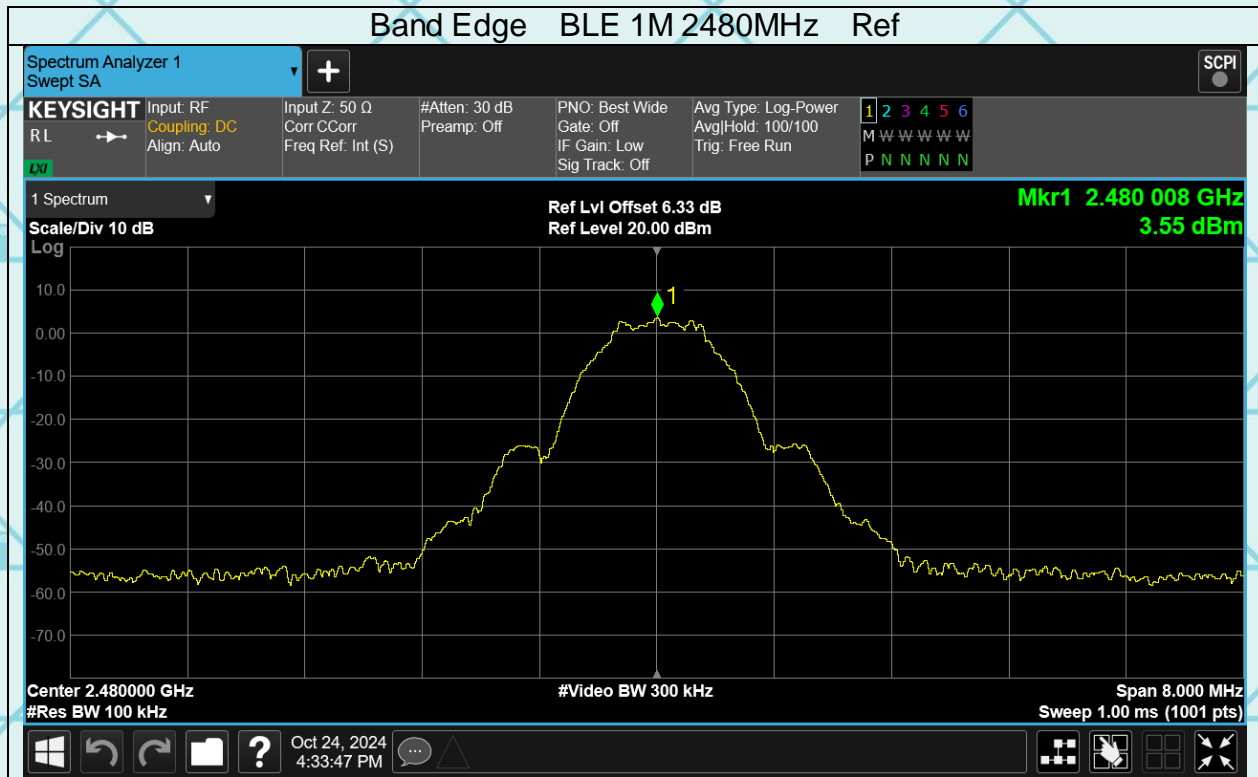 Band Edge BLE 1M 2480MHz Ref
Spectrum Analyzer 1
Swept SA
SCPI
KEYSIGHT
R L
LXI
Input: RF
Coupling: DC
Align: Auto
Input Z: 50 Ω
Corr CCorr
Freq Ref: Int (S)
#Atten: 30 dB
Preamp: Off
PNO: Best Wide
Gate: Off
IF Gain: Low
Sig Track: Off
Avg Type: Log-Power
Avg|Hold: 100/100
Trig: Free Run
1 2 3 4 5 6
M W W W W W
P N N N N N
1 Spectrum
Scale/Div 10 dB
Log
Ref Lvl Offset 6.33 dB
Ref Level 20.00 dBm
Mkr1 2.480 008 GHz
3.55 dBm
1
10.0
0.00
-10.0
-20.0
-30.0
-40.0
-50.0
-60.0
-70.0
Center 2.480000 GHz
#Res BW 100 kHz
#Video BW 300 kHz
Span 8.000 MHz
Sweep 1.00 ms (1001 pts)
?
Oct 24, 2024
4:33:47 PM